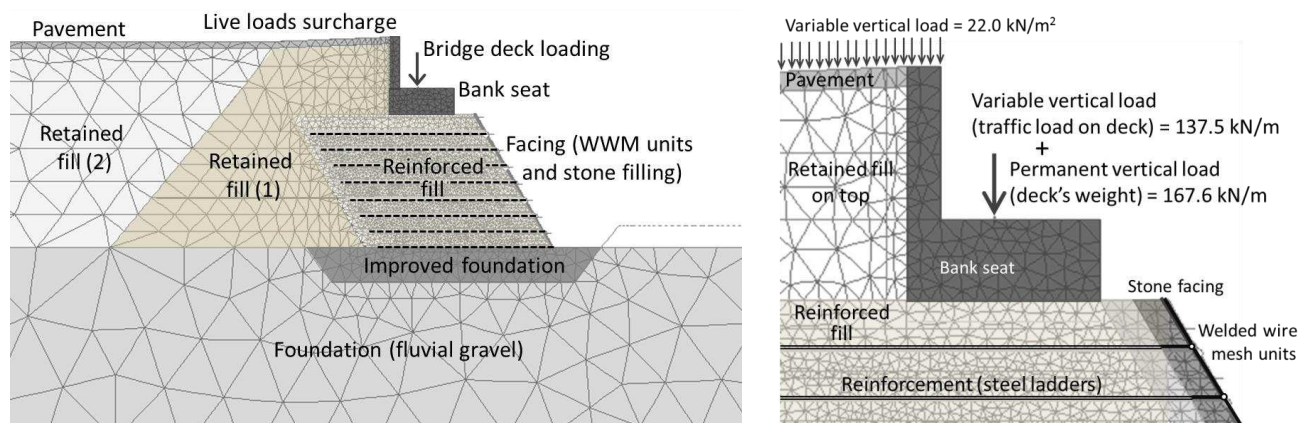 Pavement
Live loads surcharge
Bridge deck loading
Bank seat
Retained
fill (2)
Retained
fill (1)
Reinforced
fill
Facing (WWM units
and stone filling)
Improved foundation
Foundation (fluvial gravel)
Variable vertical load = 22.0 kN/m²
Pavement
Variable vertical load
(traffic load on deck) = 137.5 kN/m
+
Permanent vertical load
(deck's weight) = 167.6 kN/m
Retained fill
on top
Bank seat
Stone facing
Reinforced
fill
Welded wire
mesh units
Reinforcement (steel ladders)